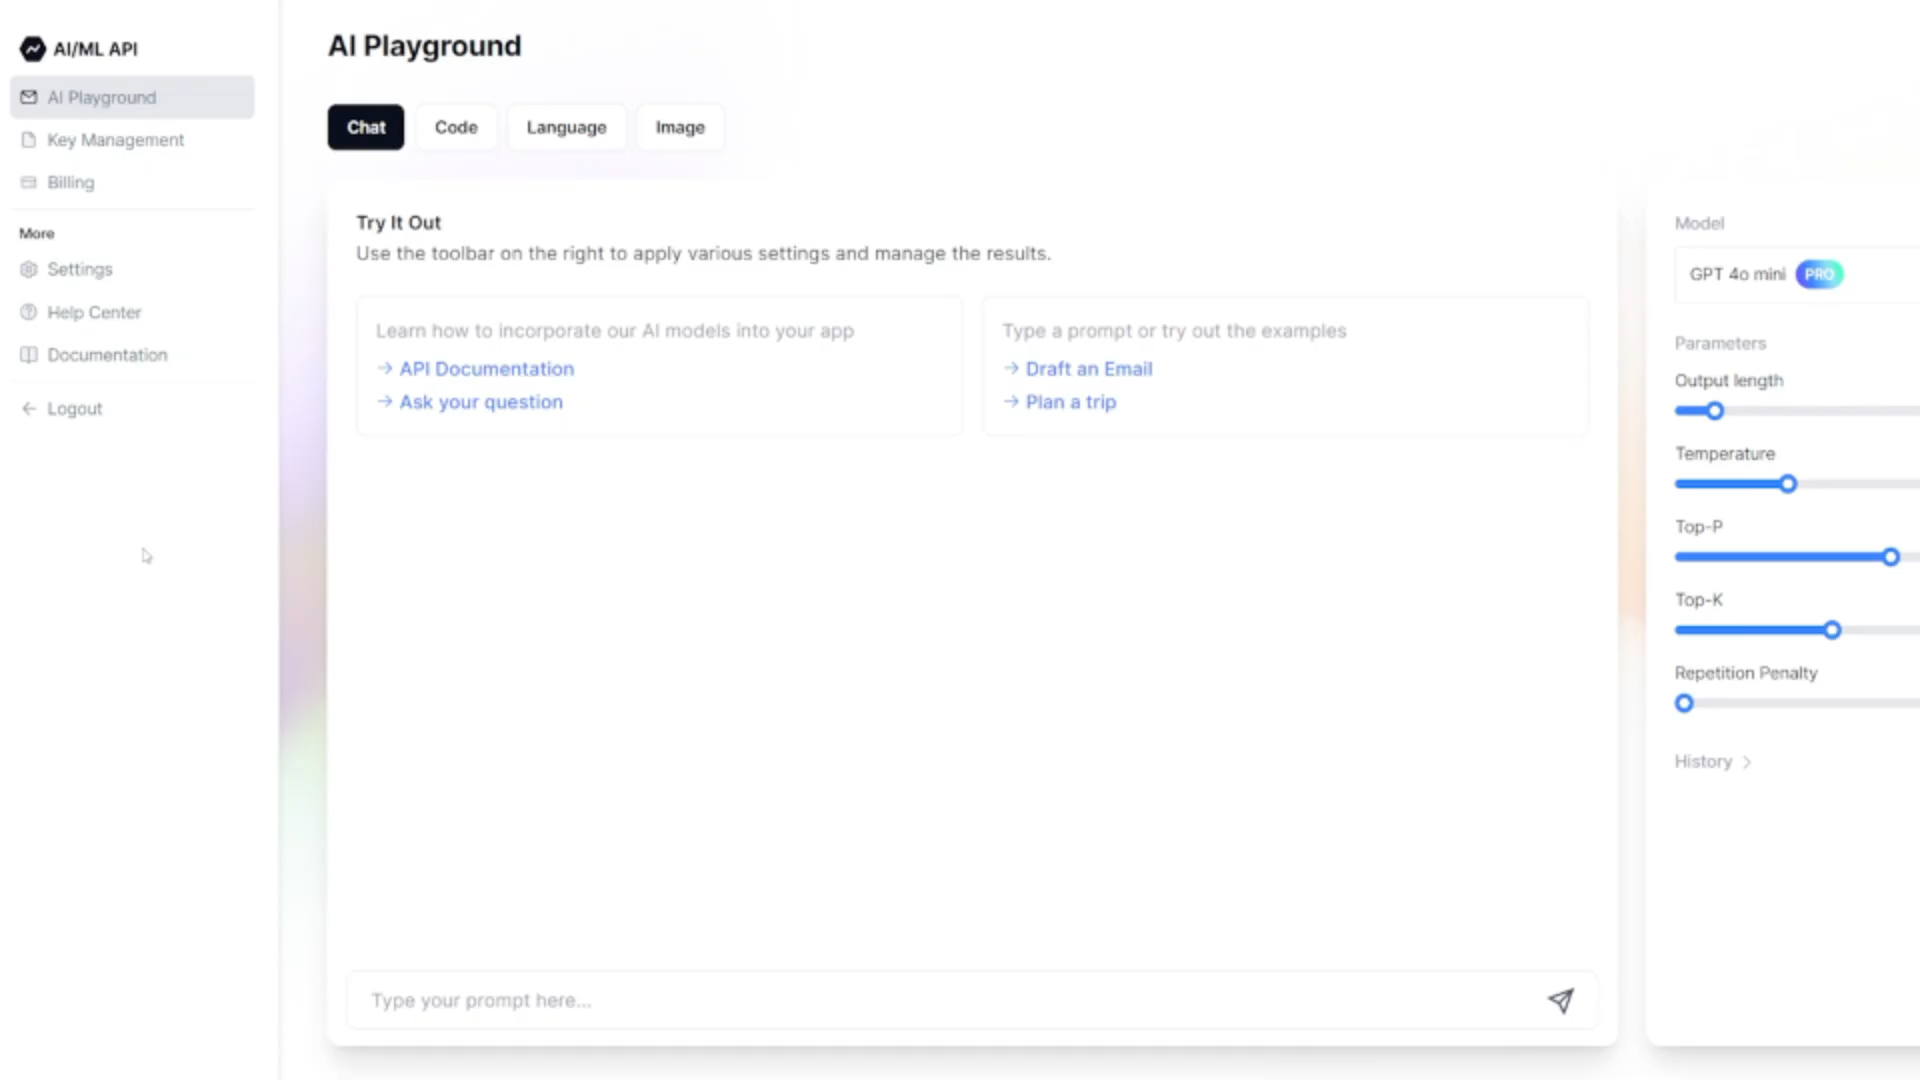 AI/ML API
AI Playground
Key Management
Billing
More
Settings
Help Center
Documentation
Logout
AI Playground
Chat
Code
Language
Image
Try It Out
Use the toolbar on the right to apply various settings and manage the results.
Learn how to incorporate our AI models into your app
API Documentation
Ask your question
Type a prompt or try out the examples
Draft an Email
Plan a trip
Type your prompt here...
Model
GPT 4o mini PRO
Parameters
Output length
Temperature
Top-P
Top-K
Repetition Penalty
History